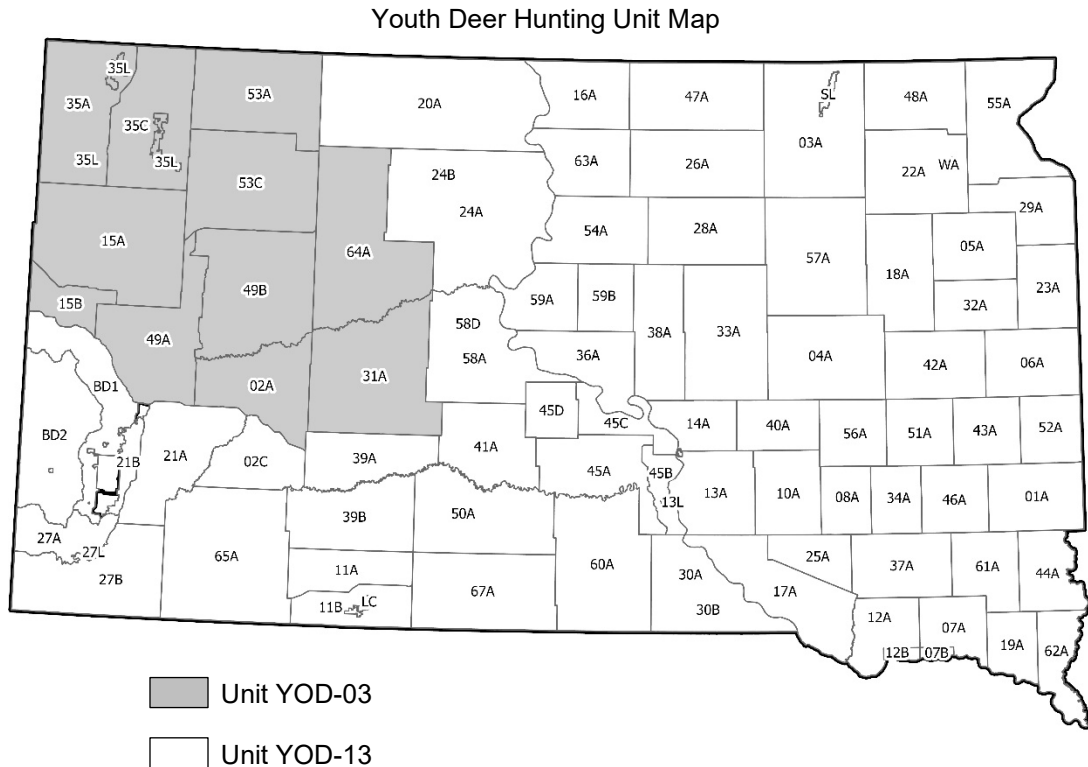 Youth Deer Hunting Unit Map
35L
35A
53A
20A
16A
47A
SL
48A
55A
35C
03A
35L
35L
53C
24B
63A
26A
22A
WA
24A
29A
15A
64A
54A
28A
57A
18A
05A
15B
49B
59A
59B
23A
32A
49A
58D
38A
33A
58A
36A
04A
42A
06A
BD1
02A
31A
45D
BD2
45C
14A
40A
56A
51A
43A
52A
21B
21A
02C
39A
41A
45A
45B
13A
10A
08A
34A
46A
01A
13L
27A
39B
50A
27L
65A
60A
25A
37A
61A
44A
27B
11A
30A
67A
17A
11B
LC
30B
12A
07A
19A
62A
12B
07B
Unit YOD-03
Unit YOD-13